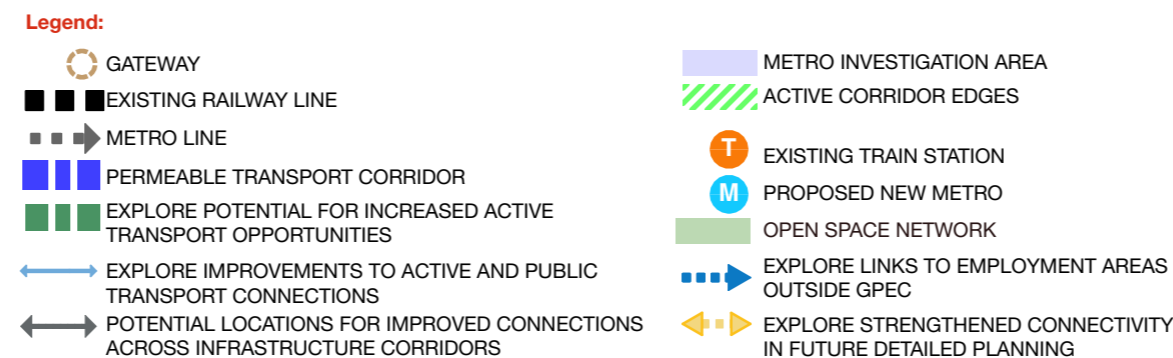 Legend:
GATEWAY
EXISTING RAILWAY LINE
METRO LINE
PERMEABLE TRANSPORT CORRIDOR
EXPLORE POTENTIAL FOR INCREASED ACTIVE
TRANSPORT OPPORTUNITIES
EXPLORE IMPROVEMENTS TO ACTIVE AND PUBLIC
TRANSPORT CONNECTIONS
POTENTIAL LOCATIONS FOR IMPROVED CONNECTIONS
ACROSS INFRASTRUCTURE CORRIDORS
METRO INVESTIGATION AREA
ACTIVE CORRIDOR EDGES
T EXISTING TRAIN STATION
M PROPOSED NEW METRO
OPEN SPACE NETWORK
EXPLORE LINKS TO EMPLOYMENT AREAS
OUTSIDE GPEC
EXPLORE STRENGTHENED CONNECTIVITY
IN FUTURE DETAILED PLANNING